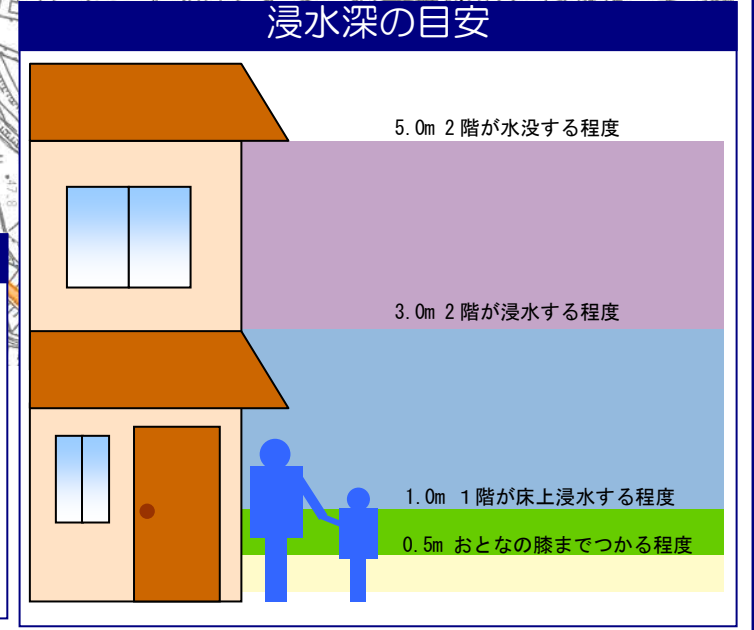 浸水深の目安
5.0m 2階が水没する程度
3.0m 2階が浸水する程度
1.0m 1階が床上浸水する程度
0.5m おとなの膝までつかる程度
47.8